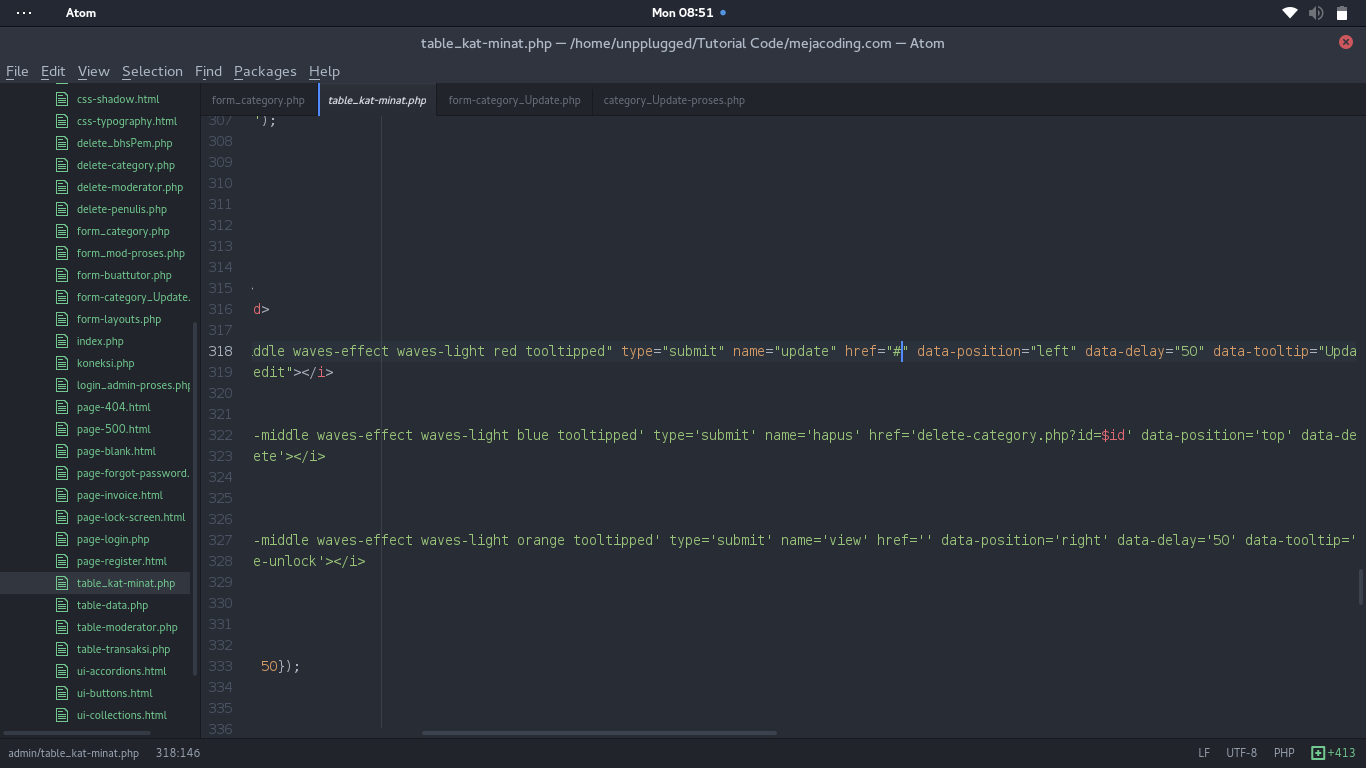 Atom
Mon 08:51
table_kat-minat.php — /home/unpplugged/Tutorial Code/mejacoding.com — Atom
File Edit View Selection Find Packages Help
css-shadow.html
css-typography.html
delete_bhsPem.php
delete-category.php
delete-moderator.php
delete-penulis.php
form_category.php
form_mod-proses.php
form-buattutor.php
form-category_Update.
form-layouts.php
index.php
koneksi.php
login_admin-proses.php
page-404.html
page-500.html
page-blank.html
page-forgot-password.
page-invoice.html
page-lock-screen.html
page-login.php
page-register.html
table_kat-minat.php
table-data.php
table-moderator.php
table-transaksi.php
ui-accordions.html
ui-buttons.html
ui-collections.html
form_category.php table_kat-minat.php form-category_Update.php category_Update-proses.php
307 ');
308
309
310
311
312
313
314
315
316 d>
317
318 ddle waves-effect waves-light red tooltipped" type="submit" name="update" href="#" data-position="left" data-delay="50" data-tooltip="Upda
319 edit"></i>
320
321
322 -middle waves-effect waves-light blue tooltipped' type='submit' name='hapus' href='delete-category.php?id=$id' data-position='top' data-de
323 ete'></i>
324
325
326
327 -middle waves-effect waves-light orange tooltipped' type='submit' name='view' href='' data-position='right' data-delay='50' data-tooltip='
328 e-unlock'></i>
329
330
331
332
333 50});
334
335
336
admin/table_kat-minat.php 318:146 LF UTF-8 PHP +413